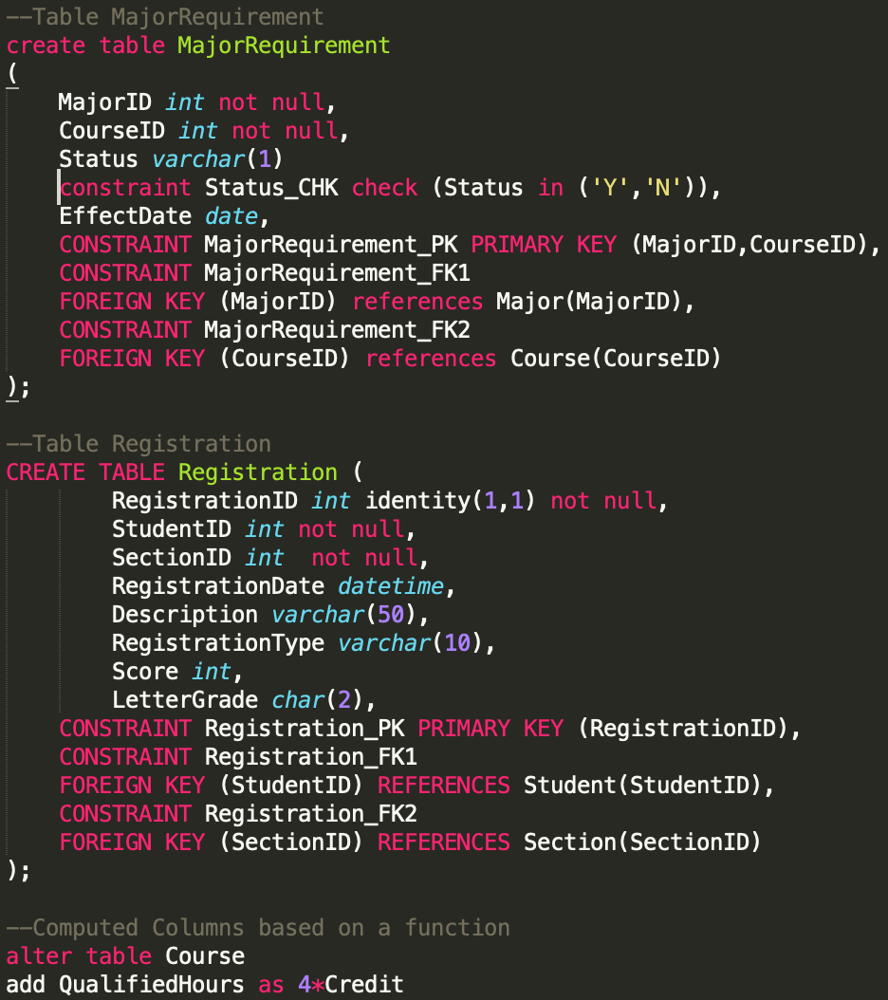 --Table MajorRequirement
create table MajorRequirement
(
MajorID int not null,
CourseID int not null,
Status varchar(1)
constraint Status_CHK check (Status in ('Y','N')),
EffectDate date,
CONSTRAINT MajorRequirement_PK PRIMARY KEY (MajorID,CourseID),
CONSTRAINT MajorRequirement_FK1
FOREIGN KEY (MajorID) references Major(MajorID),
CONSTRAINT MajorRequirement_FK2
FOREIGN KEY (CourseID) references Course(CourseID)
);
--Table Registration
CREATE TABLE Registration (
RegistrationID int identity(1,1) not null,
StudentID int not null,
SectionID int  not null,
RegistrationDate datetime,
Description varchar(50),
RegistrationType varchar(10),
Score int,
LetterGrade char(2),
CONSTRAINT Registration_PK PRIMARY KEY (RegistrationID),
CONSTRAINT Registration_FK1
FOREIGN KEY (StudentID) REFERENCES Student(StudentID),
CONSTRAINT Registration_FK2
FOREIGN KEY (SectionID) REFERENCES Section(SectionID)
);
--Computed Columns based on a function
alter table Course
add QualifiedHours as 4*Credit